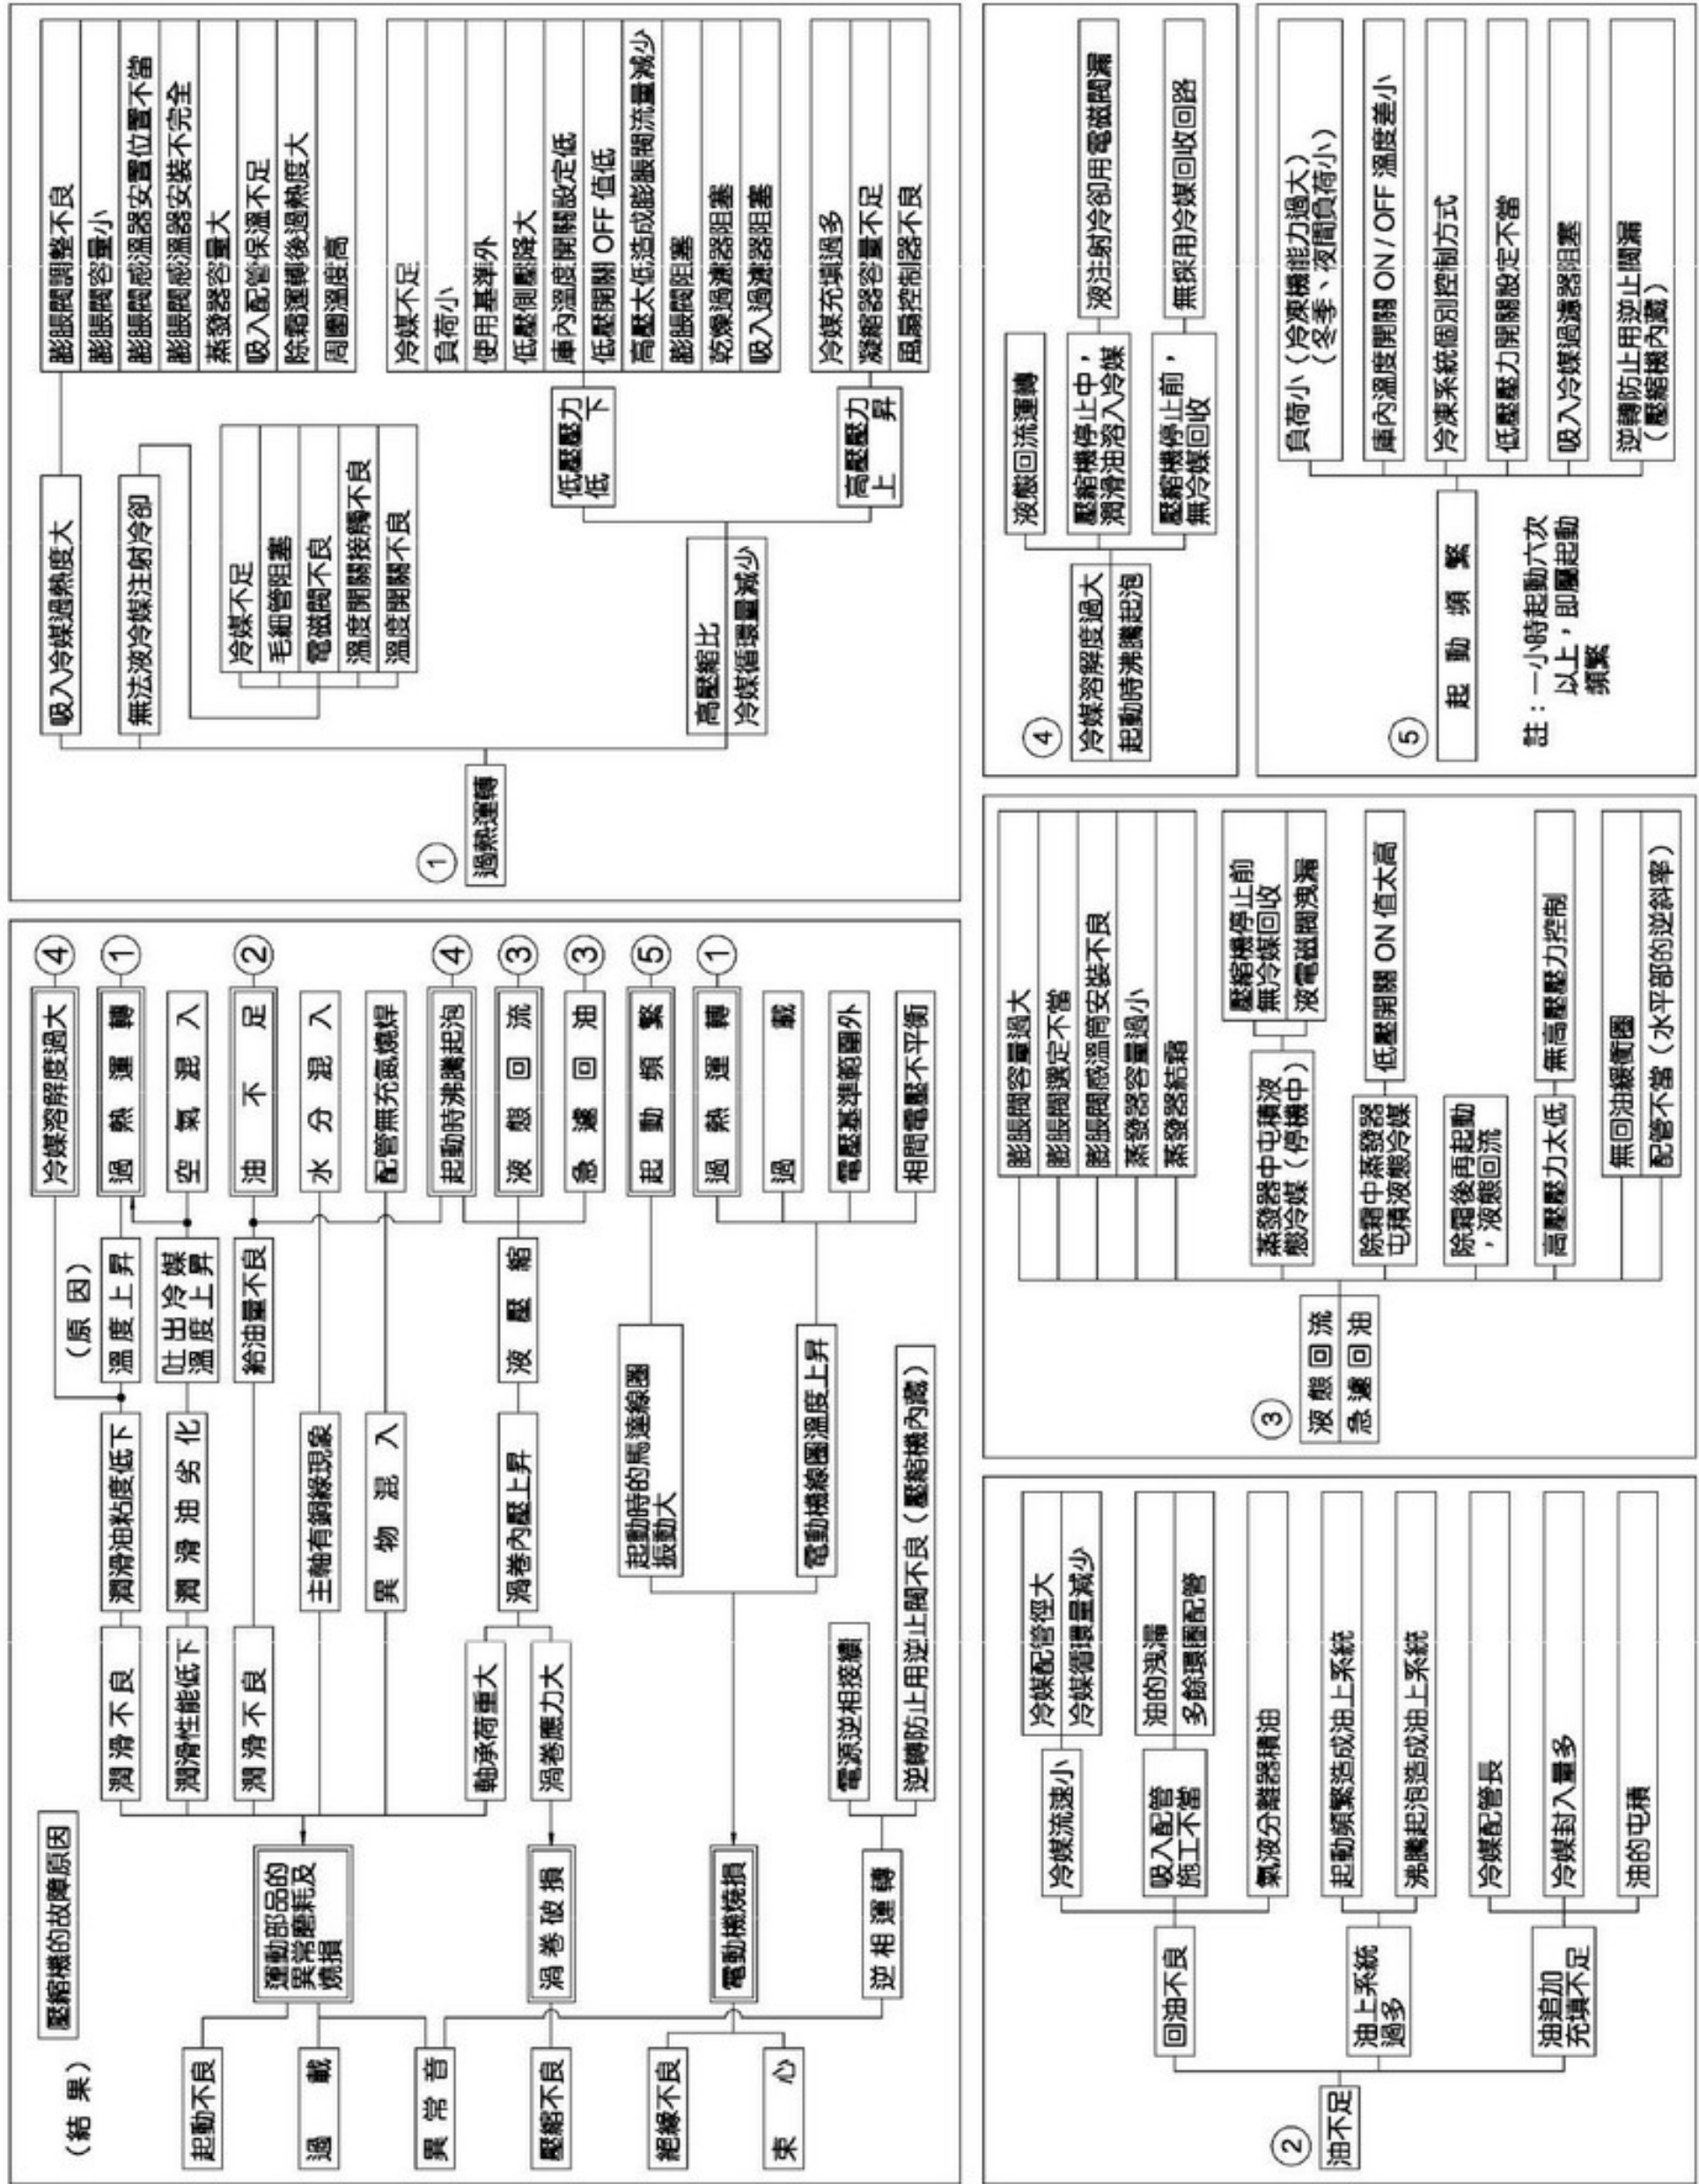 壓縮機的故障原因
(結 果)
(原 因)
起動不良
過 載
異 常 音
壓縮不良
絕緣不良
束 心
運動部品的
異常磨耗及
燒損
渦 卷 破 損
電動機燒損
逆 相 運 轉
潤 滑 不 良
潤滑性能低下
潤 滑 不 良
軸承荷重大
渦卷應力大
電源逆相接續
逆轉防止用逆止閥不良(壓縮機內藏)
潤滑油粘度低下
潤 滑 油 劣 化
主軸有銅綠現象
異 物 混 入
渦卷內壓上昇
起動時的馬達線圈
振動大
電動機線圈溫度上昇
溫 度 上 昇
吐 出 冷 媒
溫 度 上 昇
給油量不良
液 壓 縮
冷媒溶解度過大
④
過 熱 運 轉
①
空 氣 混 入
油 不 足
②
水 分 混 入
配管無充氮燒焊
起動時沸騰起泡
④
液 態 回 流
③
急 遽 回 油
③
起 動 頻 繁
⑤
過 熱 運 轉
①
過 載
電壓基準範圍外
相間電壓不平衡
①
過熱運轉
吸入冷媒過熱度大
無法液冷媒注射冷卻
冷媒不足
毛細管阻塞
電磁閥不良
溫度開關接觸不良
溫度開關不良
高壓縮比
冷媒循環量減少
低壓壓力
低 下
高壓壓力
上 昇
膨脹閥調整不良
膨脹閥容量小
膨脹閥感溫器安置位置不當
膨脹閥感溫器安裝不完全
蒸發器容量大
吸入配管保溫不足
除霜運轉後過熱度大
周圍溫度高
冷媒不足
負荷小
使用基準外
低壓側壓降大
庫內溫度開關設定低
低壓開關 OFF 值低
高壓太低造成膨脹閥流量減少
膨脹閥阻塞
乾燥過濾器阻塞
吸入過濾器阻塞
冷媒充填過多
凝縮器容量不足
風扇控制器不良
②
油不足
回油不良
油上系統
過多
油追加
充填不足
冷媒流速小
吸入配管
施工不當
氣液分離器積油
起動頻繁造成油上系統
沸騰起泡造成油上系統
冷媒配管長
冷媒封入量多
油的屯積
冷媒配管徑大
冷媒循環量減少
油的洩漏
多餘環圈配管
③
液 態 回 流
急 遽 回 油
膨脹閥容量過大
膨脹閥選定不當
膨脹閥感溫筒安裝不良
蒸發器容量過小
蒸發器結霜
蒸發器中屯積液
態冷媒(停機中)
壓縮機停止前
無冷媒回收
液電磁閥洩漏
除霜中蒸發器
屯積液態冷媒
低壓開關 ON 值太高
除霜後再起動
,液態回流
高壓壓力太低
無高壓壓力控制
無回油緩衝圈
配管不當(水平部的逆斜率)
④
冷媒溶解度過大
起動時沸騰起泡
液態回流運轉
壓縮機停止中,
潤滑油溶入冷媒
液注射冷卻用電磁閥漏
壓縮機停止前,
無冷媒回收
無採用冷媒回收回路
⑤
起 動 頻 繁
負荷小(冷凍機能力過大)
(冬季、夜間負荷小)
庫內溫度開關 ON / OFF 溫度差小
冷凍系統個別控制方式
低壓壓力開關設定不當
吸入冷媒過濾器阻塞
逆轉防止用逆止閥漏
(壓縮機內藏)
註:一小時起動六次
以上,即屬起動
頻繁